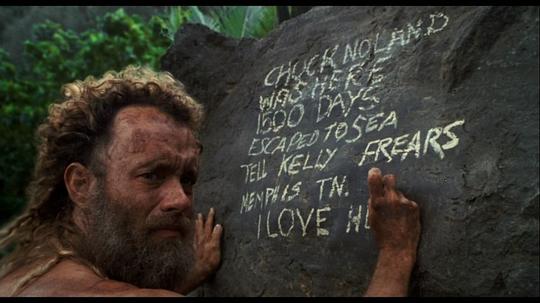 CHUCK NOLAND
WAS HERE
1500 DAYS
ESCAPED TO SEA
TELL KELLY FREARS
MEMPHIS TN.
I LOVE H